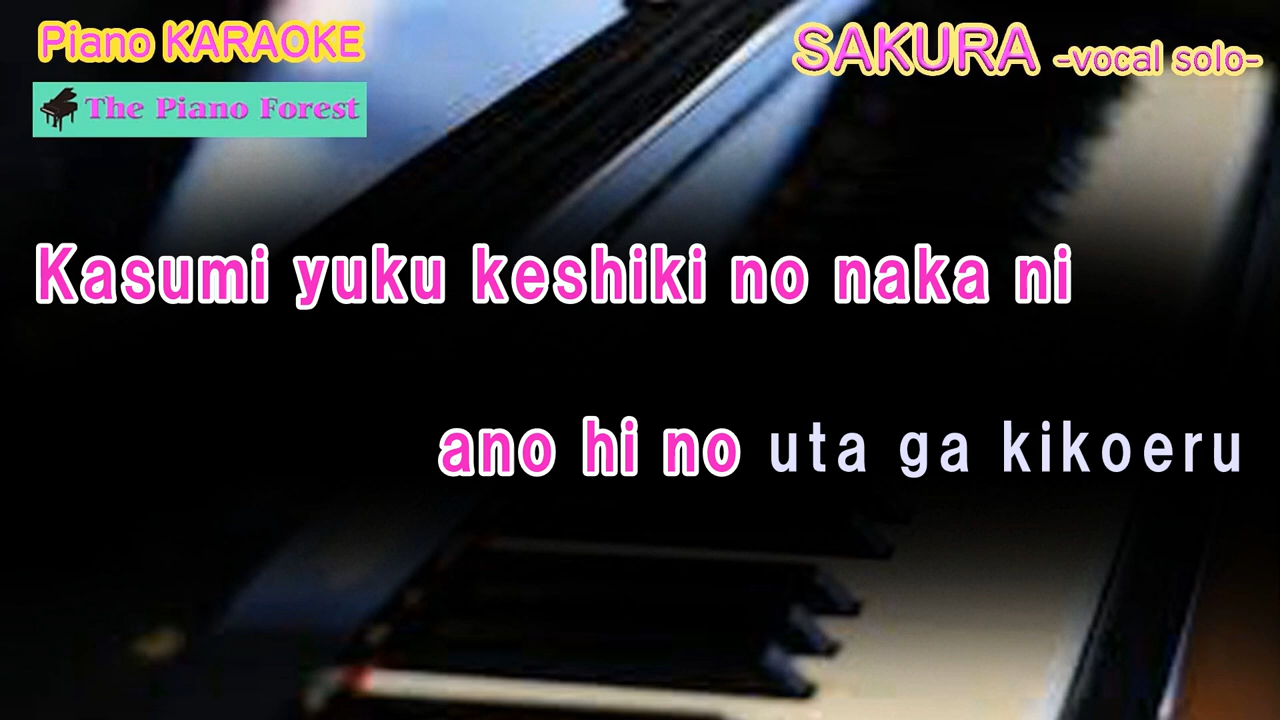 Piano KARAOKE
SAKURA -vocal solo-
The Piano Forest
Kasumi yuku keshiki no naka ni
ano hi no uta ga kikoeru